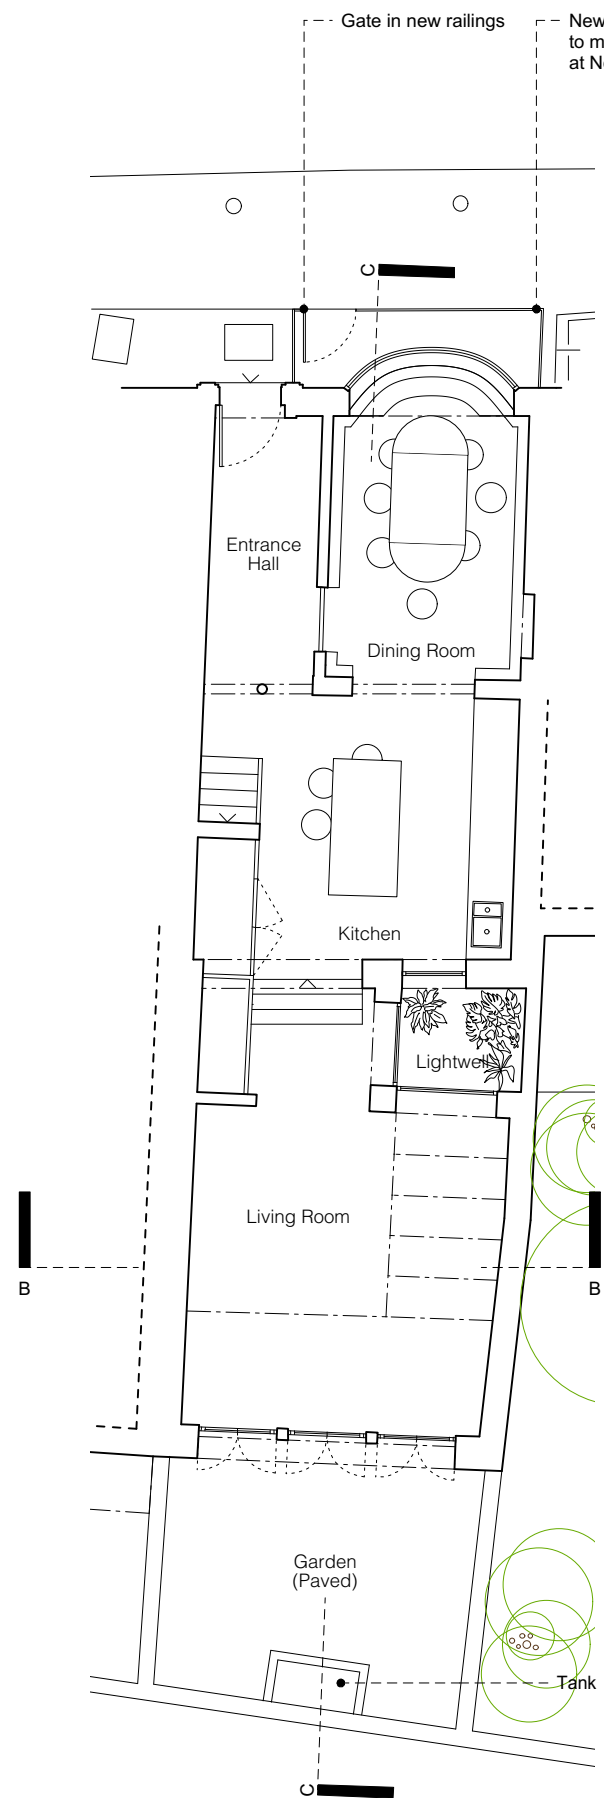 Gate in new railings
New
to m
at N
C
Entrance
Hall
Dining Room
Kitchen
Lightwell
Living Room
B
B
Garden
(Paved)
Tank
C